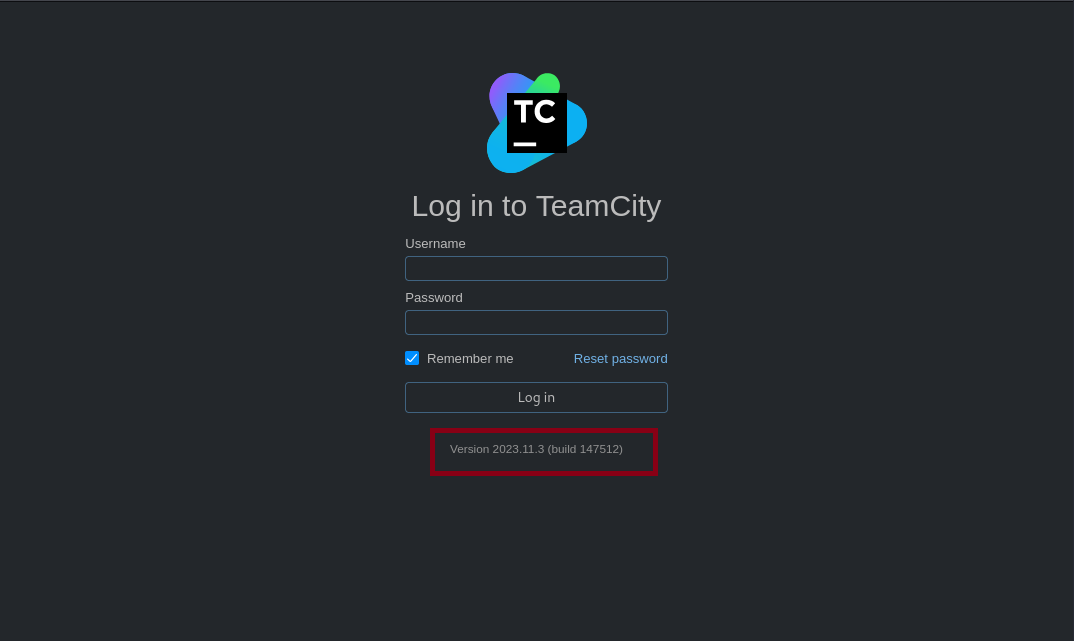 TC
Log in to TeamCity
Username
Password
Remember me Reset password
Log in
Version 2023.11.3 (build 147512)